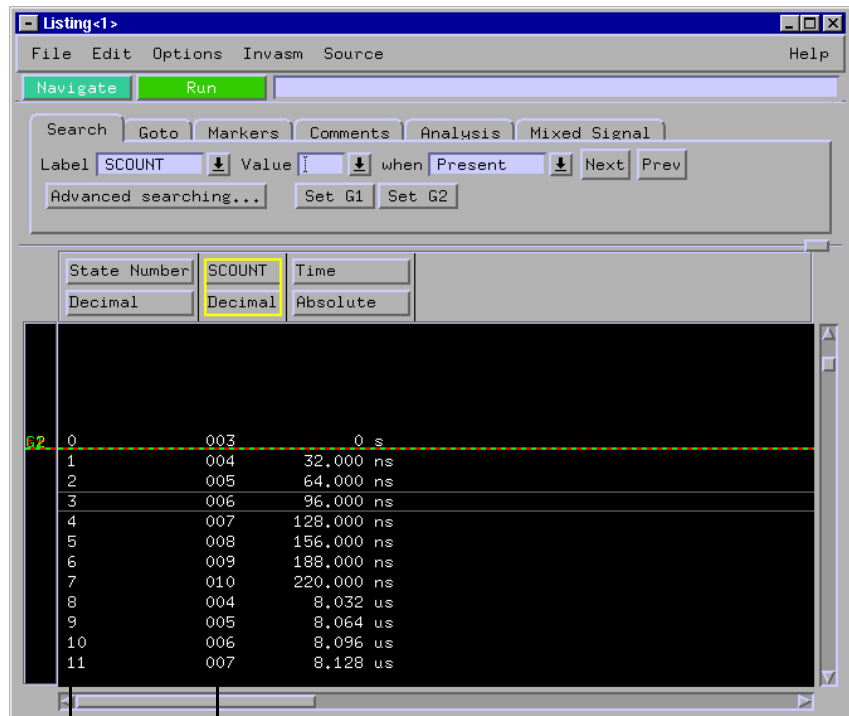 Listing<1>
File Edit Options Invasm Source Help
Navigate Run
Search Goto Markers Comments Analysis Mixed Signal
Label SCOUNT Value when Present Next Prev
Advanced searching... Set G1 Set G2
State Number SCOUNT Time
Decimal Decimal Absolute
G2 0 003 0 s
1 004 32.000 ns
2 005 64.000 ns
3 006 96.000 ns
4 007 128.000 ns
5 008 156.000 ns
6 009 188.000 ns
7 010 220.000 ns
8 004 8.032 us
9 005 8.064 us
10 006 8.096 us
11 007 8.128 us